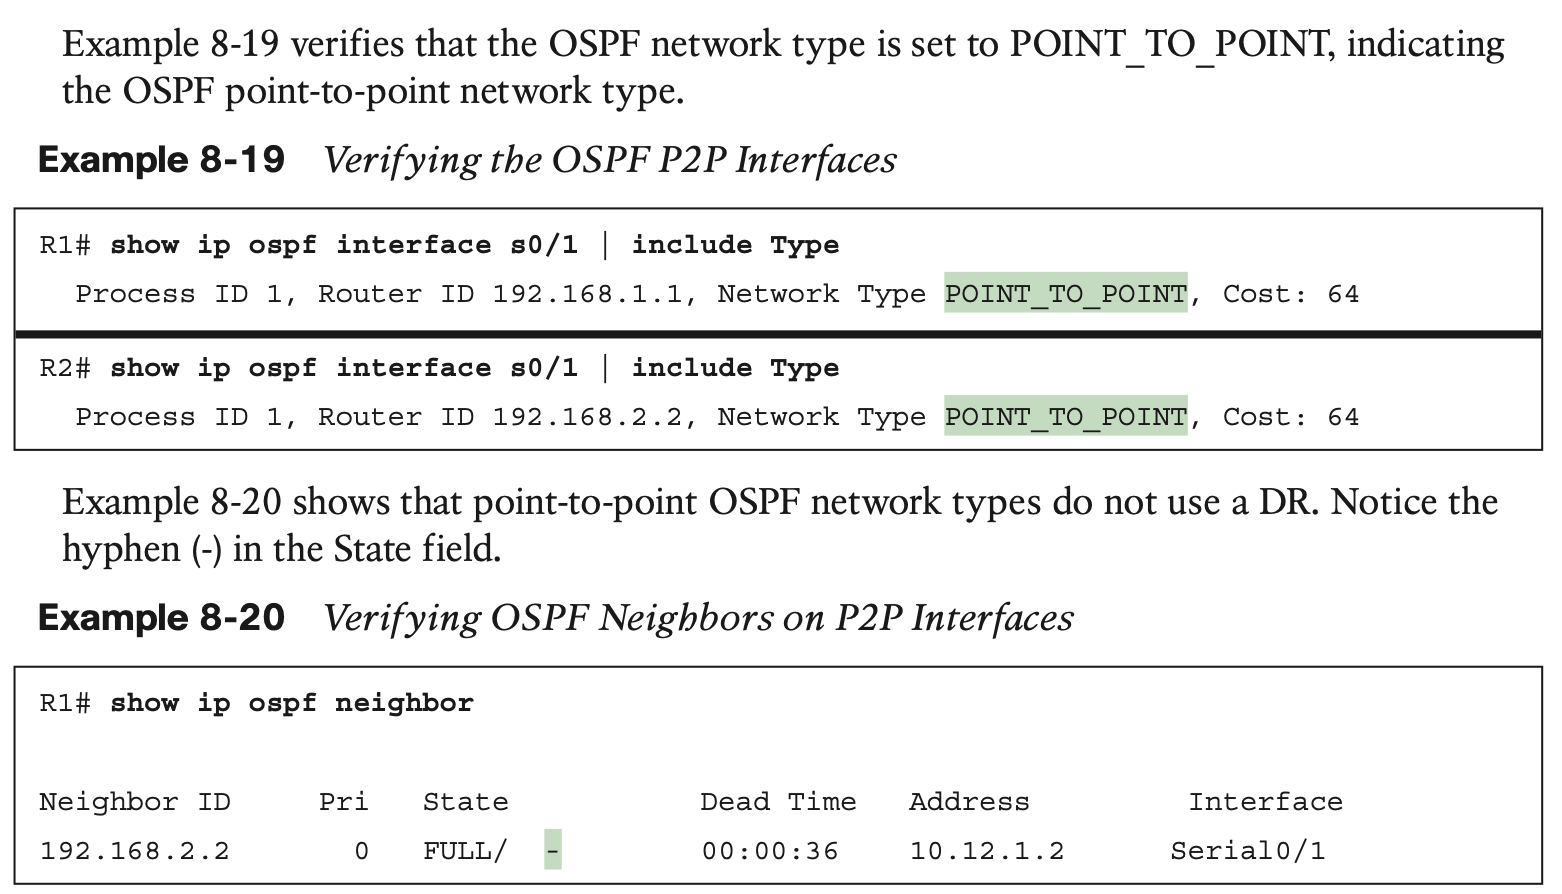 Example 8-19 verifies that the OSPF network type is set to POINT_TO_POINT, indicating
the OSPF point-to-point network type.
Example 8-19 Verifying the OSPF P2P Interfaces
R1# show ip ospf interface s0/1 | include Type
Process ID 1, Router ID 192.168.1.1, Network Type POINT_TO_POINT, Cost: 64
R2# show ip ospf interface s0/1 | include Type
Process ID 1, Router ID 192.168.2.2, Network Type POINT_TO_POINT, Cost: 64
Example 8-20 shows that point-to-point OSPF network types do not use a DR. Notice the
hyphen (-) in the State field.
Example 8-20 Verifying OSPF Neighbors on P2P Interfaces
R1# show ip ospf neighbor
Neighbor ID Pri State Dead Time Address Interface
192.168.2.2 0 FULL/ - 00:00:36 10.12.1.2 Serial0/1